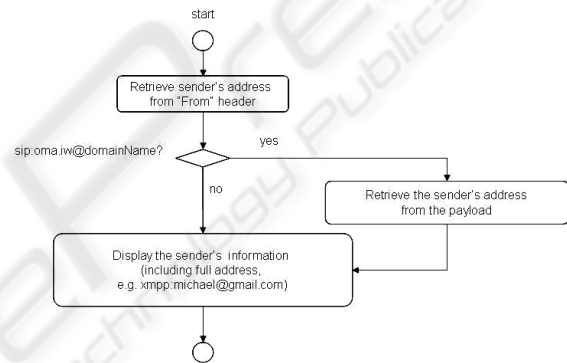 start
Retrieve sender's address
from "From" header
sip:oma.iw@domainName?
yes
no
Retrieve the sender's address
from the payload
Display the sender's information
(including full address,
e.g. xmpp:michael@gmail.com)